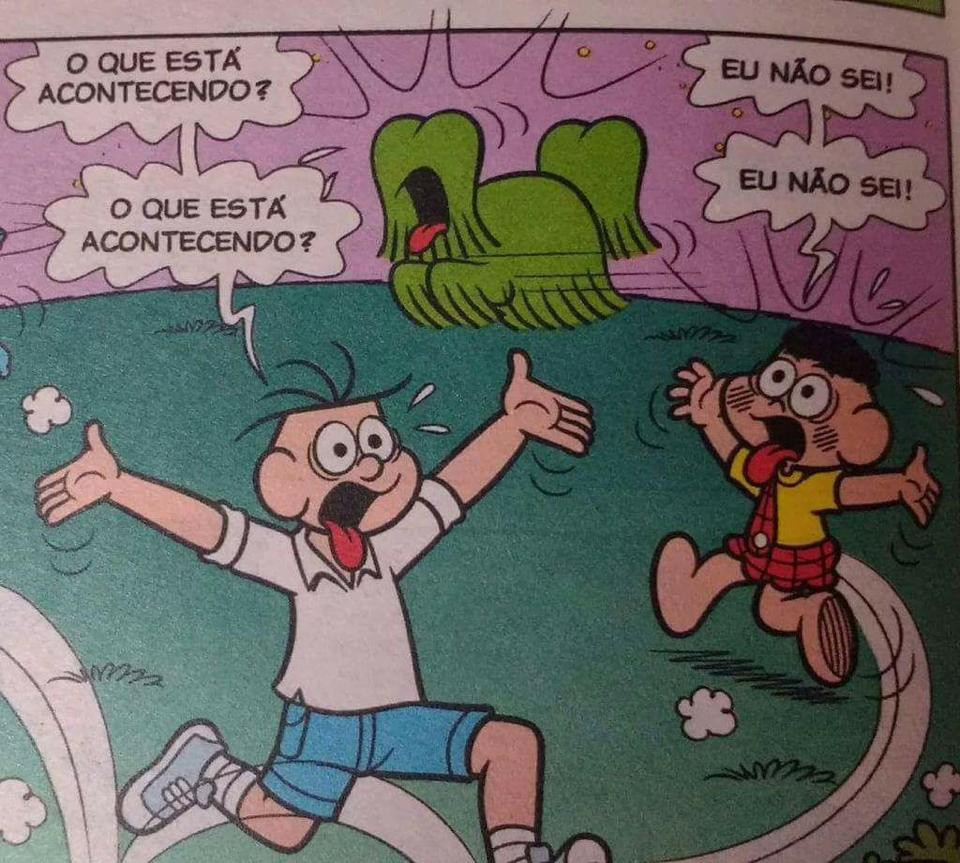 O QUE ESTÁ
ACONTECENDO?
O QUE ESTÁ
ACONTECENDO?
EU NÃO SEI!
EU NÃO SEI!